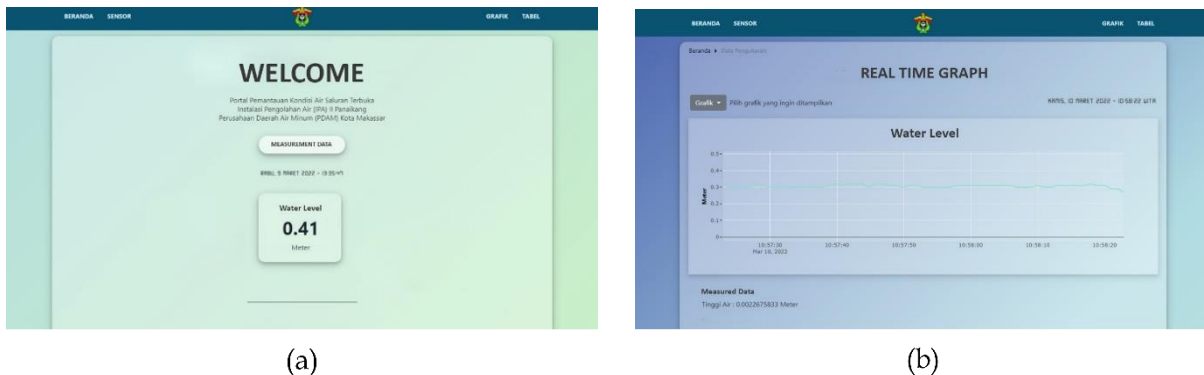 BERANDA SENSOR GRAFIK TABEL
WELCOME
Portal Pemantauan Kondisi Air Saluran Terbuka
Instalasi Pengolahan Air (IPA) II Panaikang
Perusahaan Daerah Air Minum (PDAM) Kota Makassar
MEASUREMENT DATA
RABU, 9 MARET 2022 -
Water Level
0.41
Meter
(a)
BERANDA SENSOR GRAFIK TABEL
Beranda Data Pengukuran
REAL TIME GRAPH
Grafik Pilih grafik yang ingin ditampilkan
KAMIS, 10 MARET 2022 - 10:58:22 WITA
Water Level
Meter
0.5
0.4
0.3
0.2
0.1
0
10:57:30 10:57:40 10:57:50 10:58:00 10:58:10 10:58:20
Mar 10, 2022
Measured Data
Tinggi Air : 0.0022675833 Meter
(b)